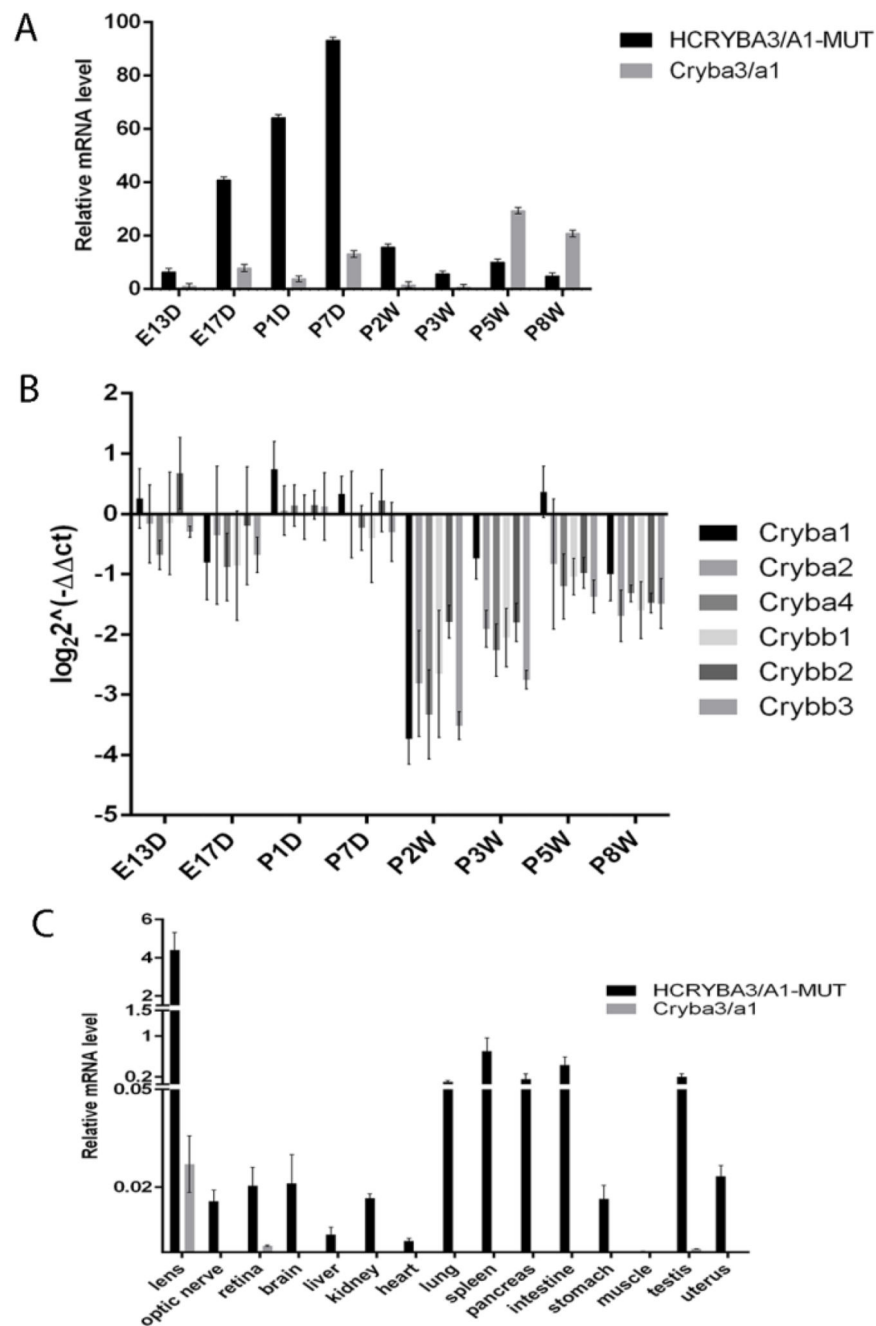 A
Relative mRNA level
100
80
60
40
20
0
E13D
E17D
P1D
P7D
P2W
P3W
P5W
P8W
HCRYBA3/A1-MUT
Cryba3/a1
B
log₂2^(-ΔΔct)
2
1
0
-1
-2
-3
-4
-5
E13D
E17D
P1D
P7D
P2W
P3W
P5W
P8W
Cryba1
Cryba2
Cryba4
Crybb1
Crybb2
Crybb3
C
Relative mRNA level
6
4
2
1.5
1
0.2
0.05
0.02
lens
optic nerve
retina
brain
liver
kidney
heart
lung
spleen
pancreas
intestine
stomach
muscle
testis
uterus
HCRYBA3/A1-MUT
Cryba3/a1